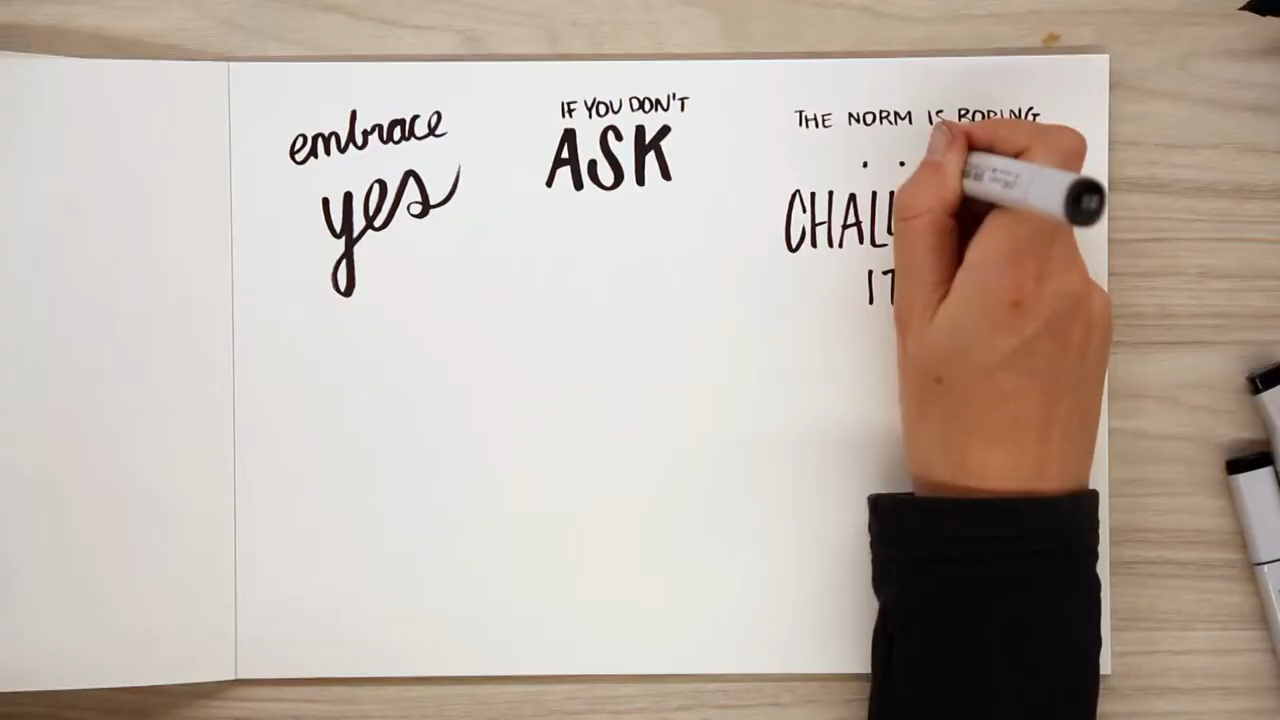 embrace
yes
IF YOU DON'T
ASK
THE NORM IS BORING
. .